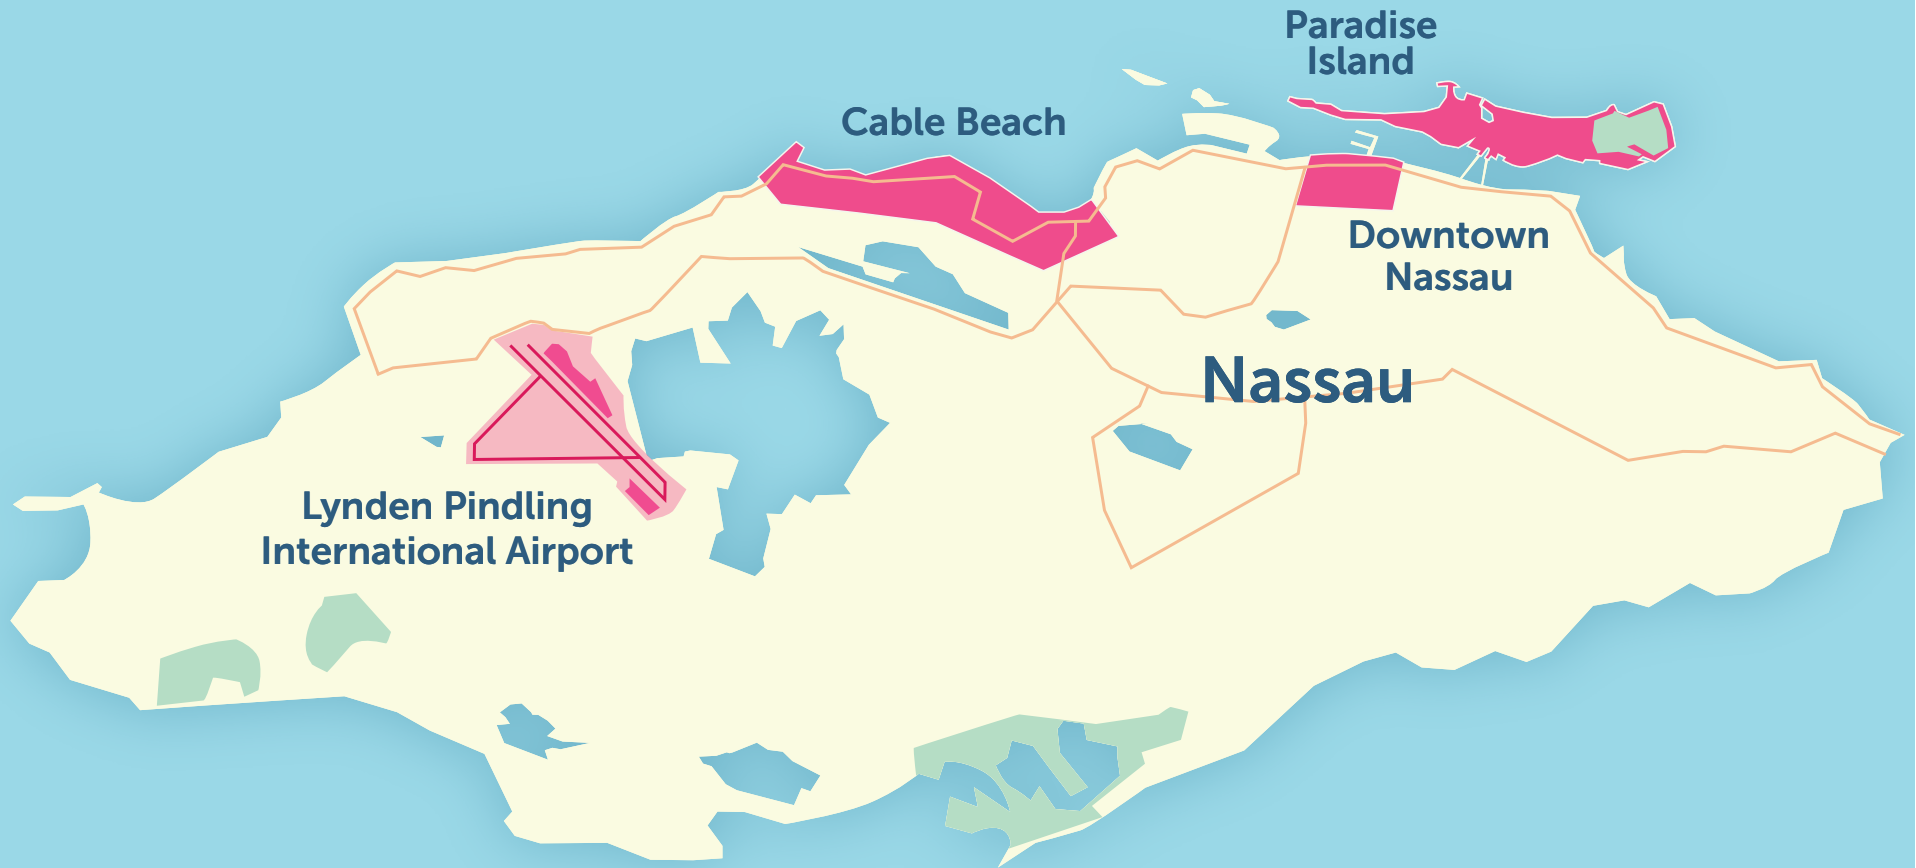 Paradise
Island
Cable Beach
Downtown
Nassau
Nassau
Lynden Pindling
International Airport